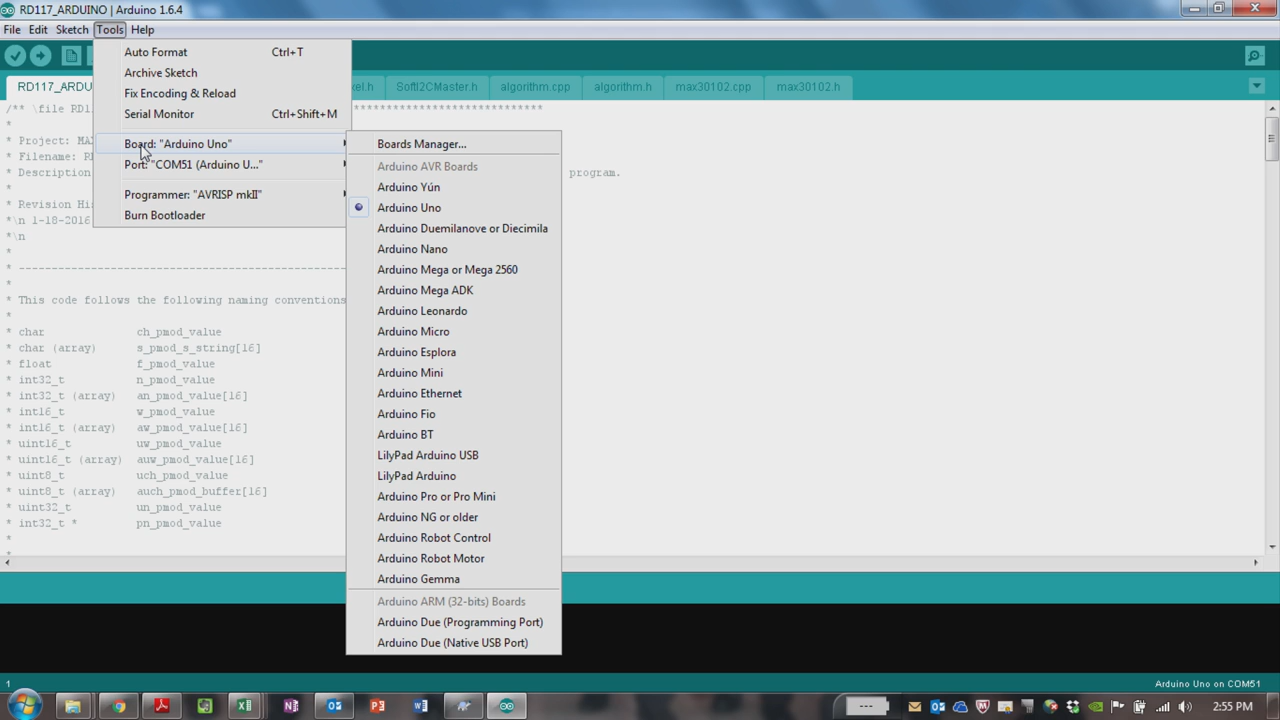 RD117_ARDUINO | Arduino 1.6.4
File Edit Sketch Tools Help
Auto Format Ctrl+T
Archive Sketch
Fix Encoding & Reload
Serial Monitor Ctrl+Shift+M
Board: "Arduino Uno"
Port: "COM51 (Arduino U..."
Programmer: "AVRISP mkII"
Burn Bootloader
Boards Manager...
Arduino AVR Boards
Arduino Yún
Arduino Uno
Arduino Duemilanove or Diecimila
Arduino Nano
Arduino Mega or Mega 2560
Arduino Mega ADK
Arduino Leonardo
Arduino Micro
Arduino Esplora
Arduino Mini
Arduino Ethernet
Arduino Fio
Arduino BT
LilyPad Arduino USB
LilyPad Arduino
Arduino Pro or Pro Mini
Arduino NG or older
Arduino Robot Control
Arduino Robot Motor
Arduino Gemma
Arduino ARM (32-bits) Boards
Arduino Due (Programming Port)
Arduino Due (Native USB Port)
RD117_ARDU xel.h SoftI2CMaster.h algorithm.cpp algorithm.h max30102.cpp max30102.h
/** \file RD1 ******************************
*
* Project: MA
* Filename: R
* Description program.
*
* Revision Hi
*\n 1-18-2016
*\n
*
* --------------------------------------------------
*
* This code follows the following naming conventions
*
* char ch_pmod_value
* char (array) s_pmod_s_string[16]
* float f_pmod_value
* int32_t n_pmod_value
* int32_t (array) an_pmod_value[16]
* int16_t w_pmod_value
* int16_t (array) aw_pmod_value[16]
* uint16_t uw_pmod_value
* uint16_t (array) auw_pmod_value[16]
* uint8_t uch_pmod_value
* uint8_t (array) auch_pmod_buffer[16]
* uint32_t un_pmod_value
* int32_t * pn_pmod_value
*
*
1 Arduino Uno on COM51
2:55 PM